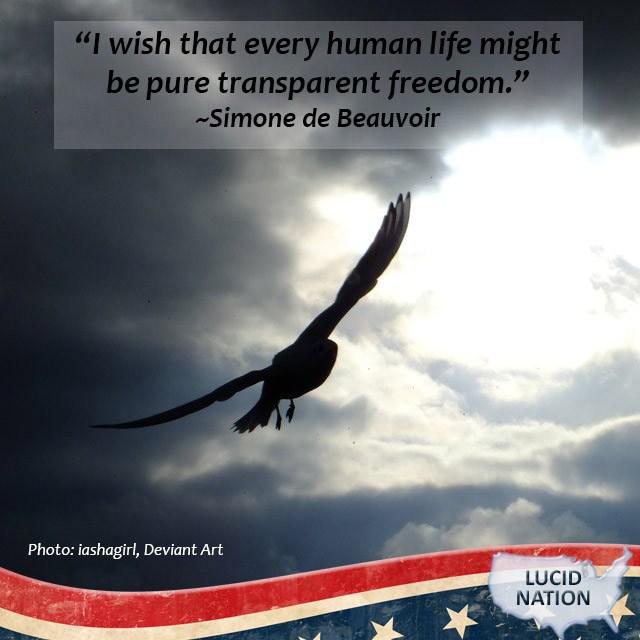 “I wish that every human life might
be pure transparent freedom.”
~Simone de Beauvoir
Photo: iashagirl, Deviant Art
LUCID
NATION